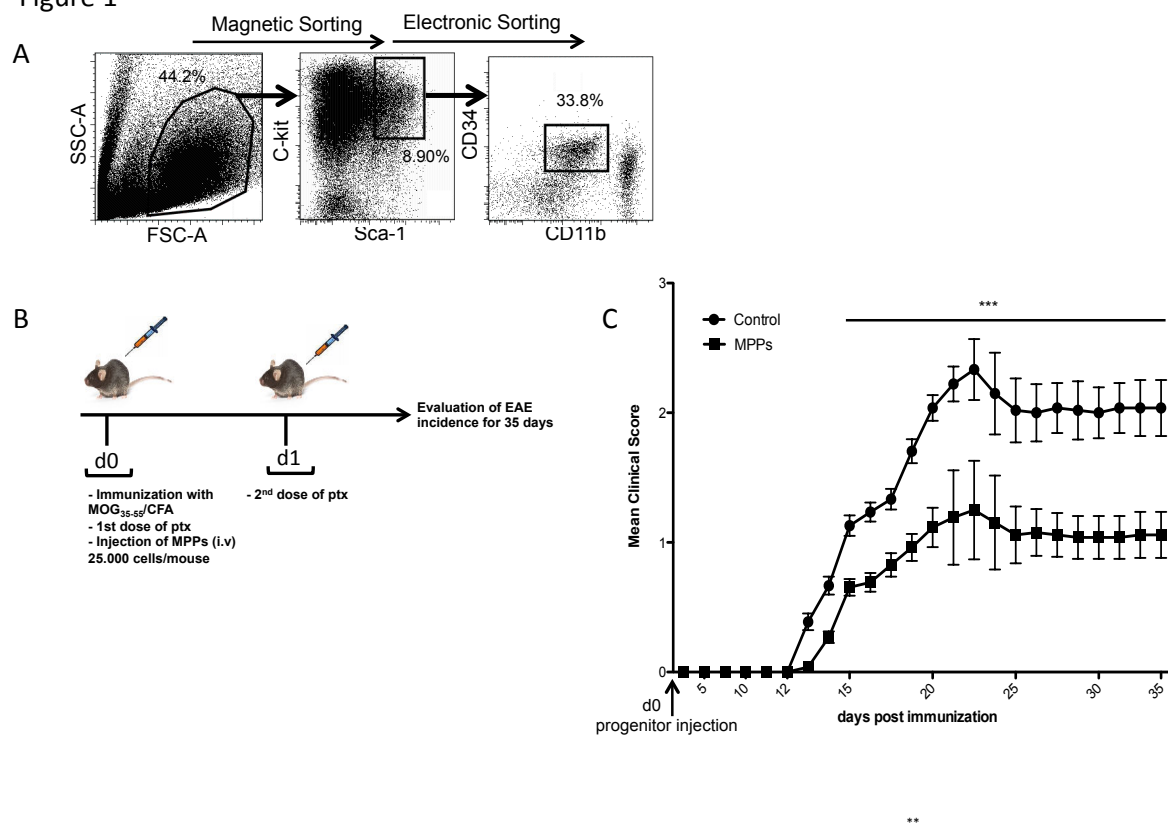 Figure 1
Magnetic Sorting
Electronic Sorting
A
44.2%
SSC-A
FSC-A
C-kit
8.90%
Sca-1
33.8%
CD34
CD11b
B
d0
d1
Evaluation of EAE
incidence for 35 days
- Immunization with
MOG35-55/CFA
- 1st dose of ptx
- Injection of MPPs (i.v)
25.000 cells/mouse
- 2nd dose of ptx
C
3
2
1
0
Mean Clinical Score
Control
MPPs
***
5
10
12
15
20
25
30
35
d0
progenitor injection
days post immunization
**